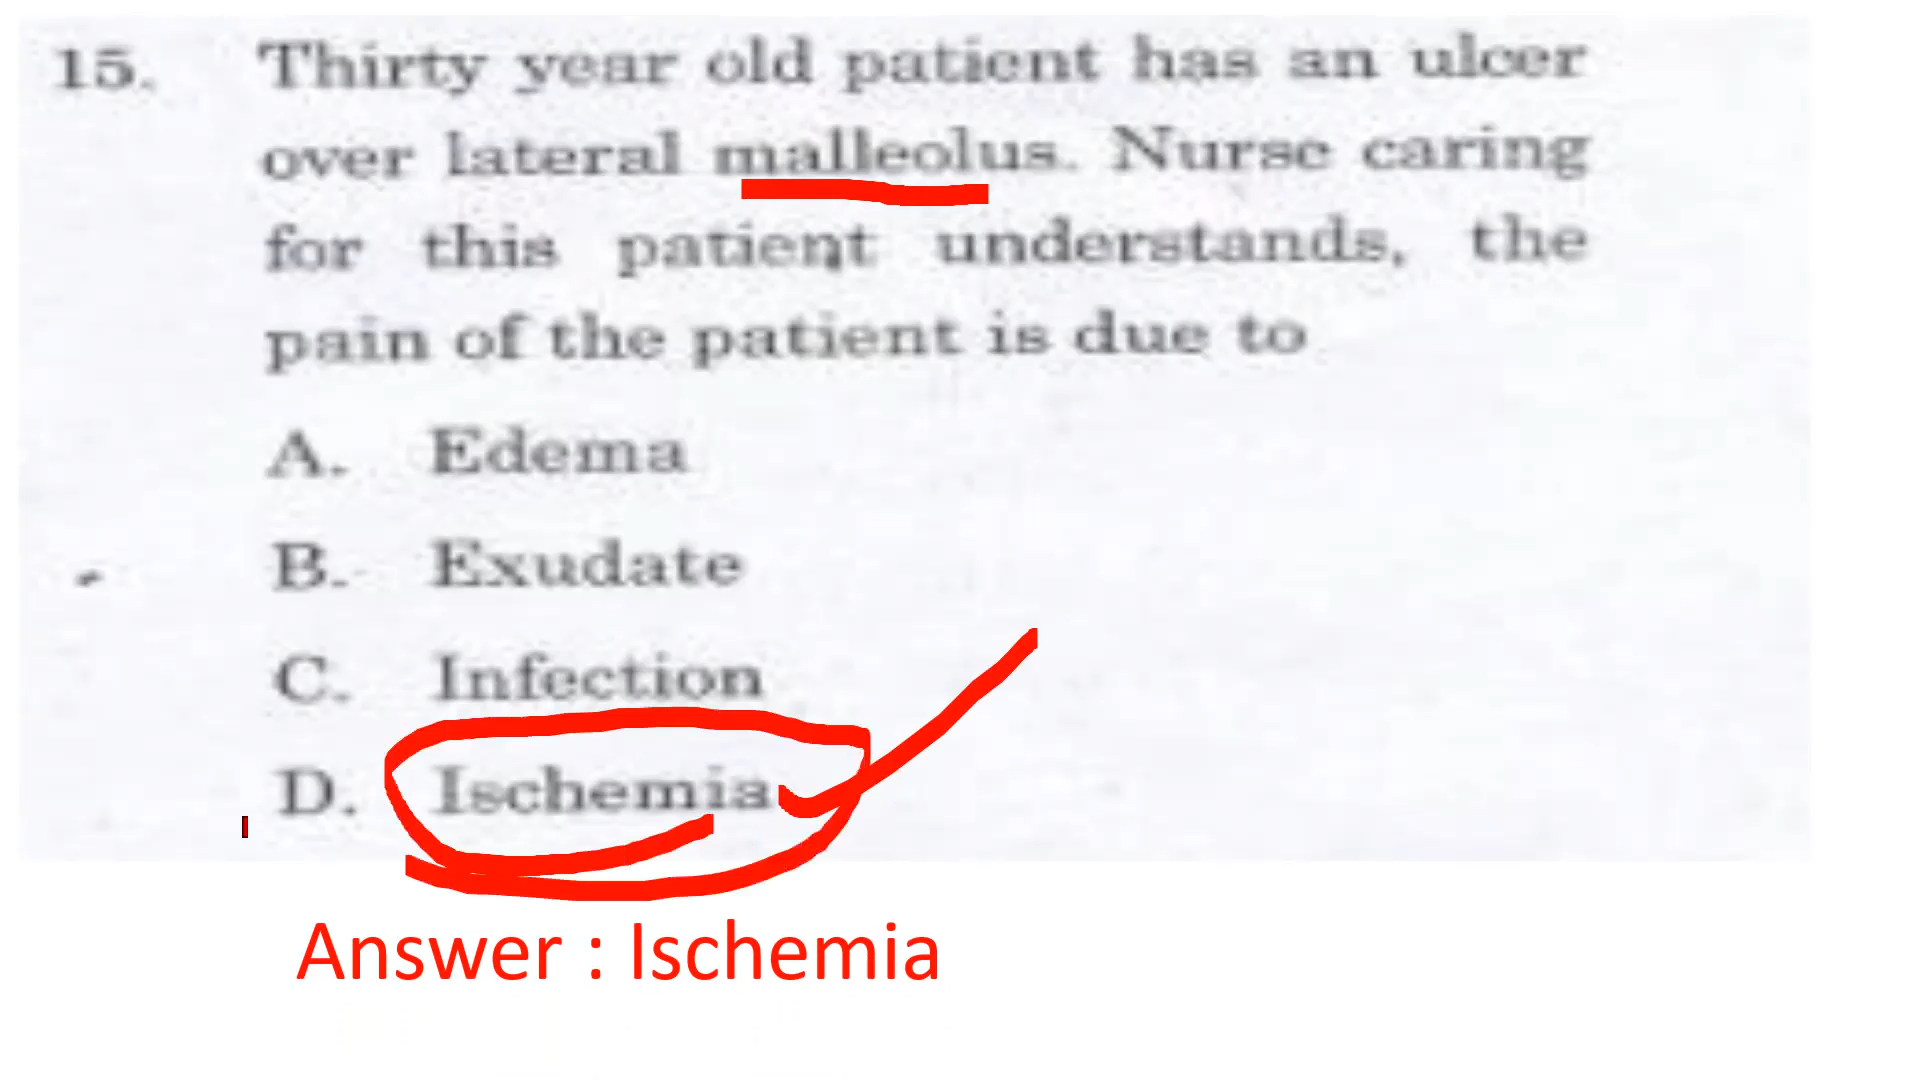 15. Thirty year old patient has an ulcer
over lateral malleolus. Nurse caring
for this patient understands, the
pain of the patient is due to
A. Edema
B. Exudate
C. Infection
D. Ischemia
Answer : Ischemia